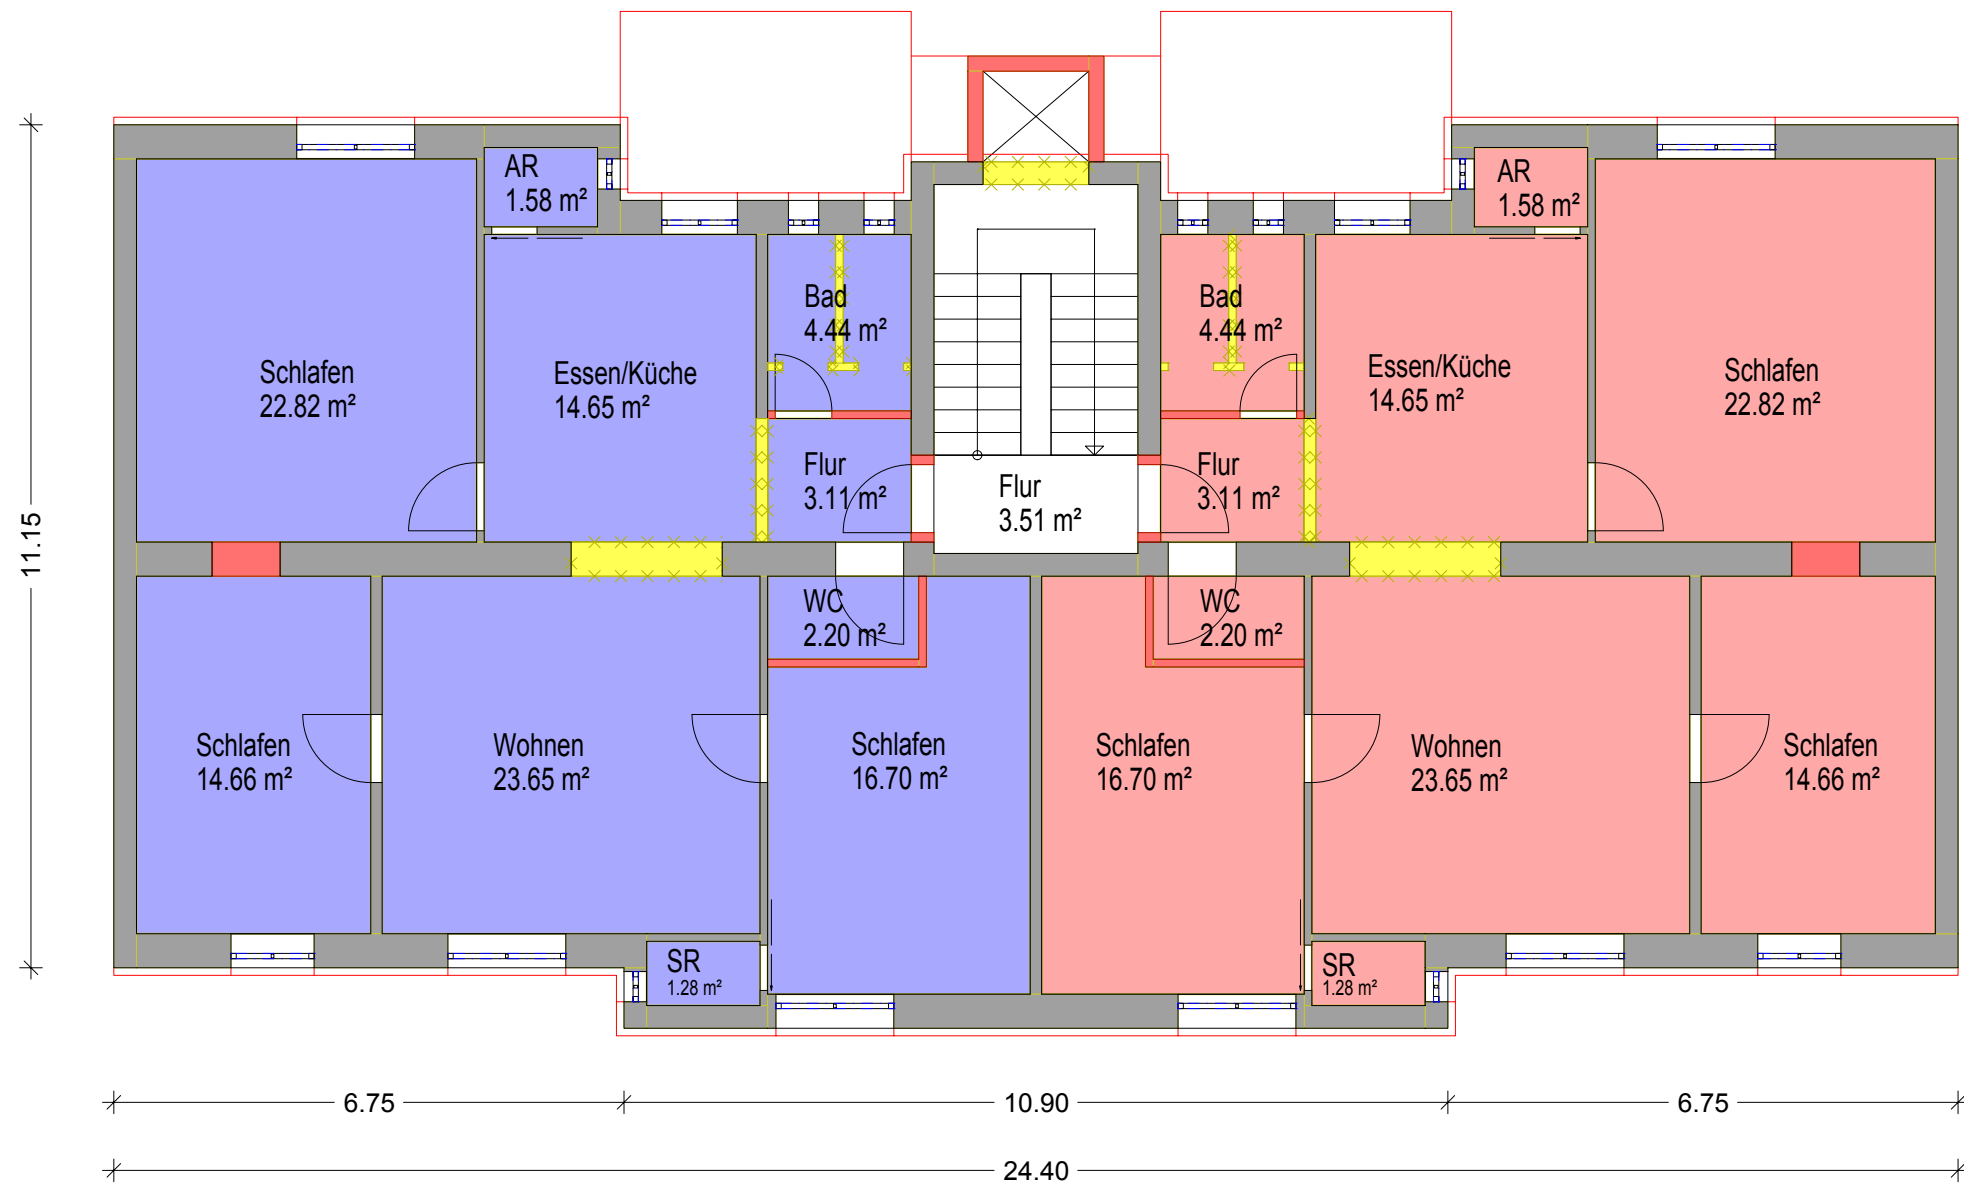 AR
1.58 m²
AR
1.58 m²
Bad
4.44 m²
Bad
4.44 m²
Schlafen
22.82 m²
Essen/Küche
14.65 m²
Essen/Küche
14.65 m²
Schlafen
22.82 m²
Flur
3.11 m²
Flur
3.51 m²
Flur
3.11 m²
11.15
WC
2.20 m²
WC
2.20 m²
Schlafen
14.66 m²
Wohnen
23.65 m²
Schlafen
16.70 m²
Schlafen
16.70 m²
Wohnen
23.65 m²
Schlafen
14.66 m²
SR
1.28 m²
SR
1.28 m²
6.75
10.90
6.75
24.40